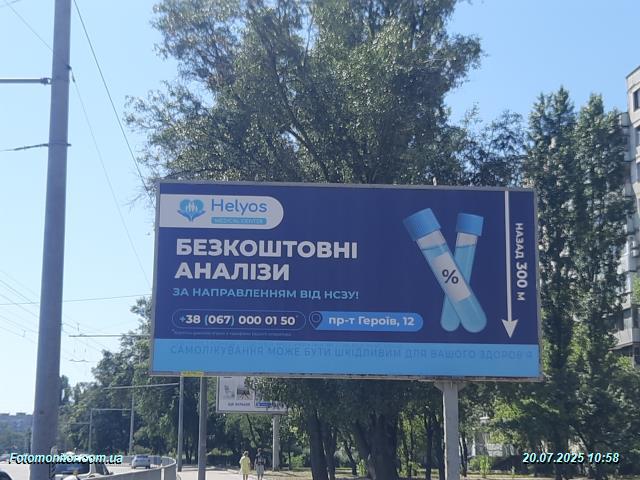 Helyos
MEDICAL CENTER
БЕЗКОШТОВНІ
АНАЛІЗИ
ЗА НАПРАВЛЕННЯМ ВІД НСЗУ!
+38 (067) 000 01 50*
пр-т Героїв, 12
%
НАЗАД 300 м
САМОЛІКУВАННЯ МОЖЕ БУТИ ШКІДЛИВИМ ДЛЯ ВАШОГО ЗДОРОВ'Я
Fotomonitor.com.ua
20.07.2025 10:58